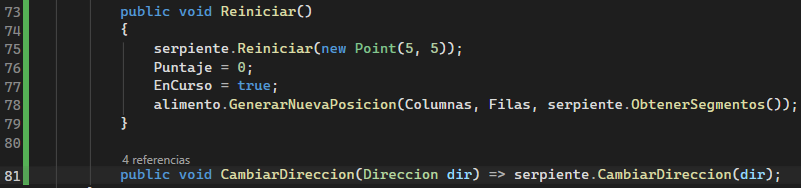 73 public void Reiniciar()
74 {
75 serpiente.Reiniciar(new Point(5, 5));
76 Puntaje = 0;
77 EnCurso = true;
78 alimento.GenerarNuevaPosicion(Columnas, Filas, serpiente.ObtenerSegmentos());
79 }
80
4 referencias
81 public void CambiarDireccion(Direccion dir) => serpiente.CambiarDireccion(dir);